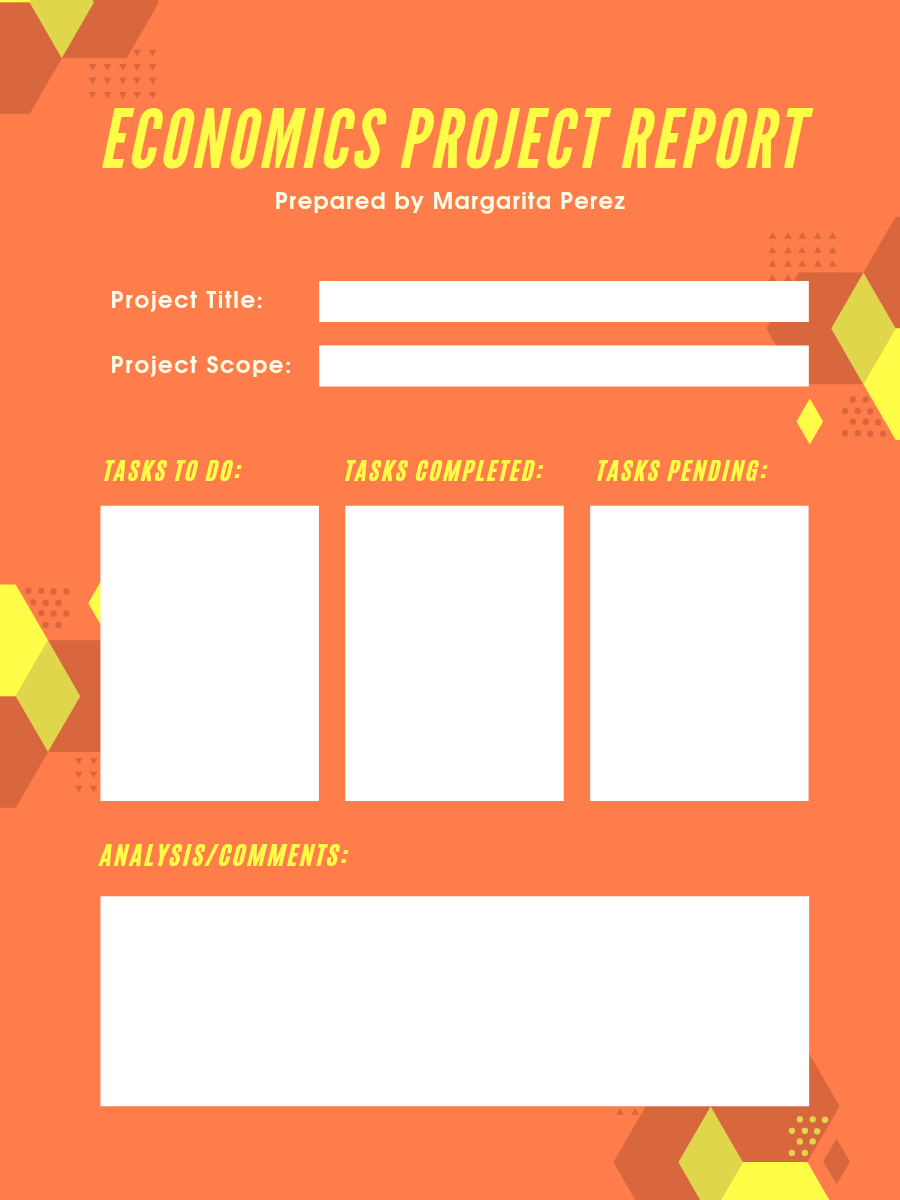 ECONOMICS PROJECT REPORT
Prepared by Margarita Perez
Project Title:
Project Scope:
TASKS TO DO:
TASKS COMPLETED:
TASKS PENDING:
ANALYSIS/COMMENTS: